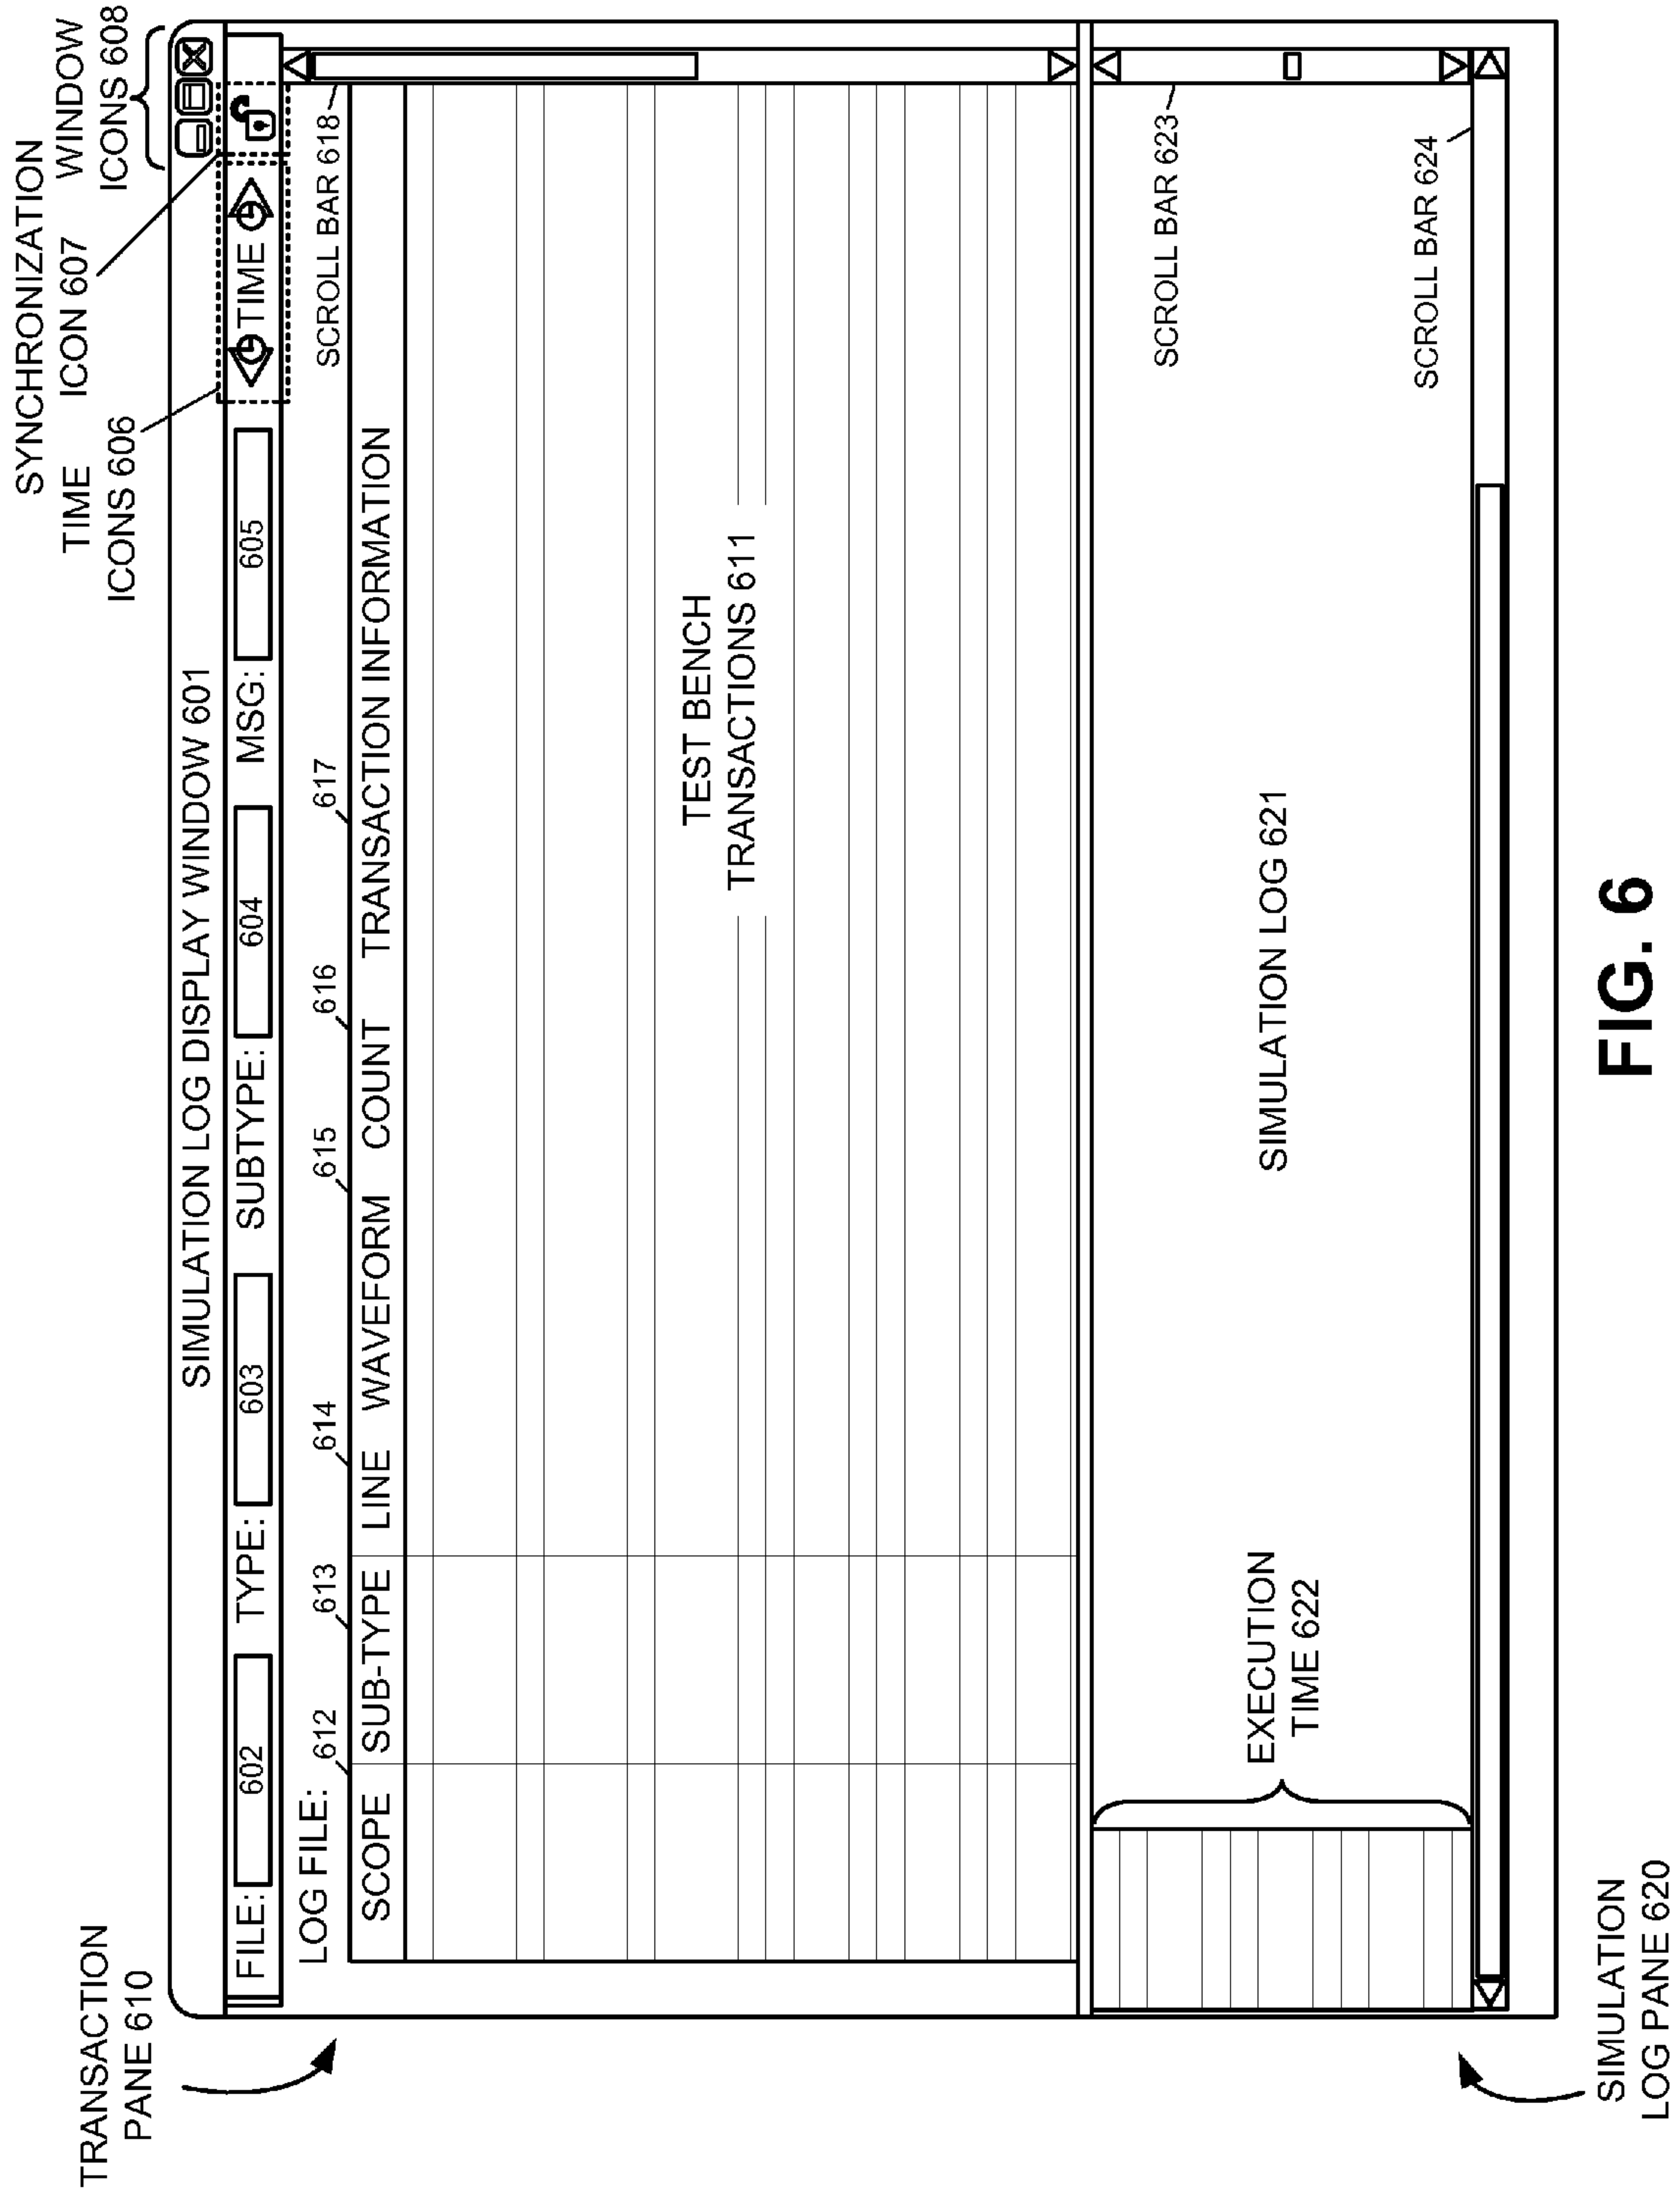 SYNCHRONIZATION
TIME ICON 607 WINDOW
ICONS 606 ICONS 608
TRANSACTION
PANE 610
SIMULATION LOG DISPLAY WINDOW 601
FILE: 602 TYPE: 603 SUBTYPE: 604 MSG: 605 TIME
LOG FILE: 612 613 614 615 616 617 SCROLL BAR 618
SCOPE SUB-TYPE LINE WAVEFORM COUNT TRANSACTION INFORMATION
TEST BENCH
TRANSACTIONS 611
SCROLL BAR 623
EXECUTION
TIME 622
SIMULATION LOG 621
SCROLL BAR 624
SIMULATION
LOG PANE 620
FIG. 6